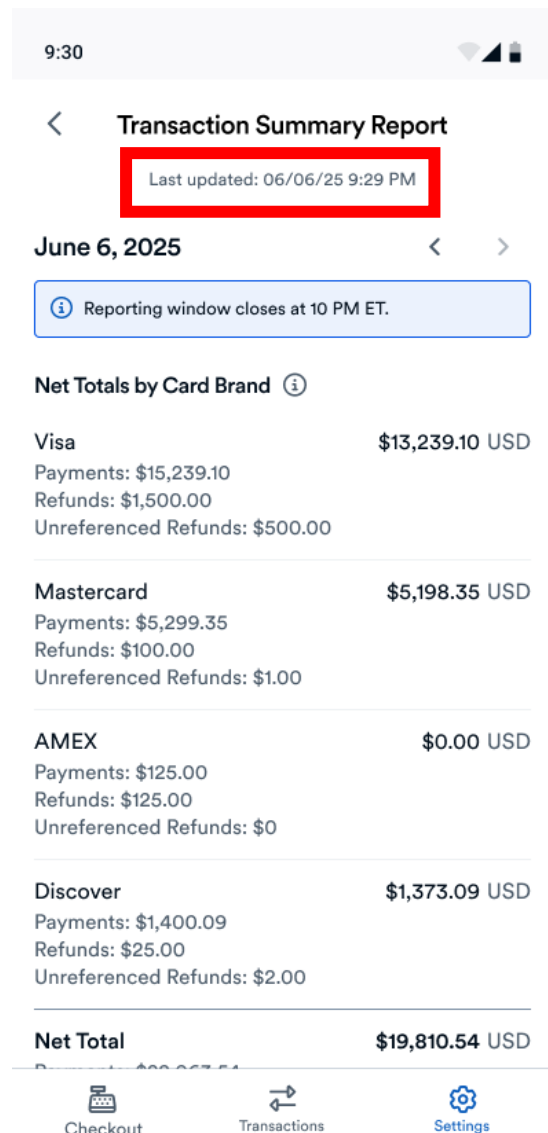 9:30
Transaction Summary Report
Last updated: 06/06/25 9:29 PM
June 6, 2025
Reporting window closes at 10 PM ET.
Net Totals by Card Brand
Visa $13,239.10 USD
Payments: $15,239.10
Refunds: $1,500.00
Unreferenced Refunds: $500.00
Mastercard $5,198.35 USD
Payments: $5,299.35
Refunds: $100.00
Unreferenced Refunds: $1.00
AMEX $0.00 USD
Payments: $125.00
Refunds: $125.00
Unreferenced Refunds: $0
Discover $1,373.09 USD
Payments: $1,400.09
Refunds: $25.00
Unreferenced Refunds: $2.00
Net Total $19,810.54 USD
Checkout Transactions Settings